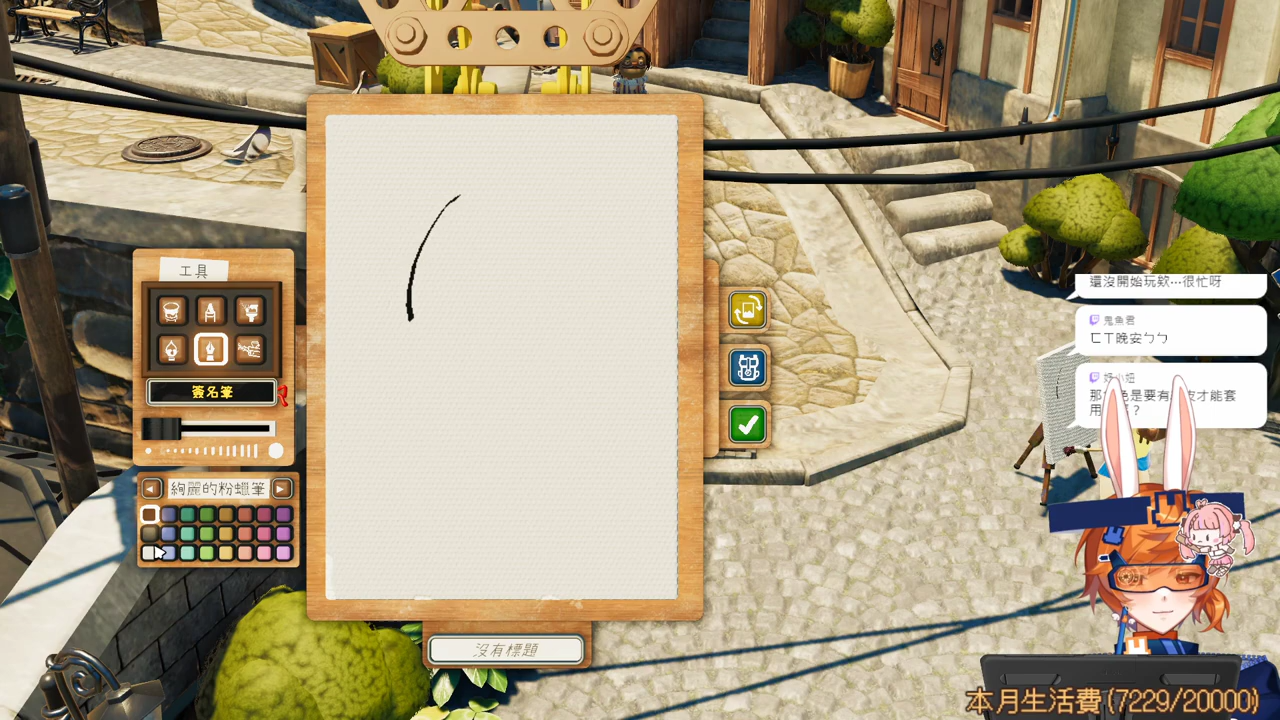 工具
簽名筆
絢麗的粉蠟筆
沒有標題
還沒開始玩欸…很忙呀
鬼魚君
ㄈㄒ晚安ㄅㄅ
本月生活費(7229/20000)